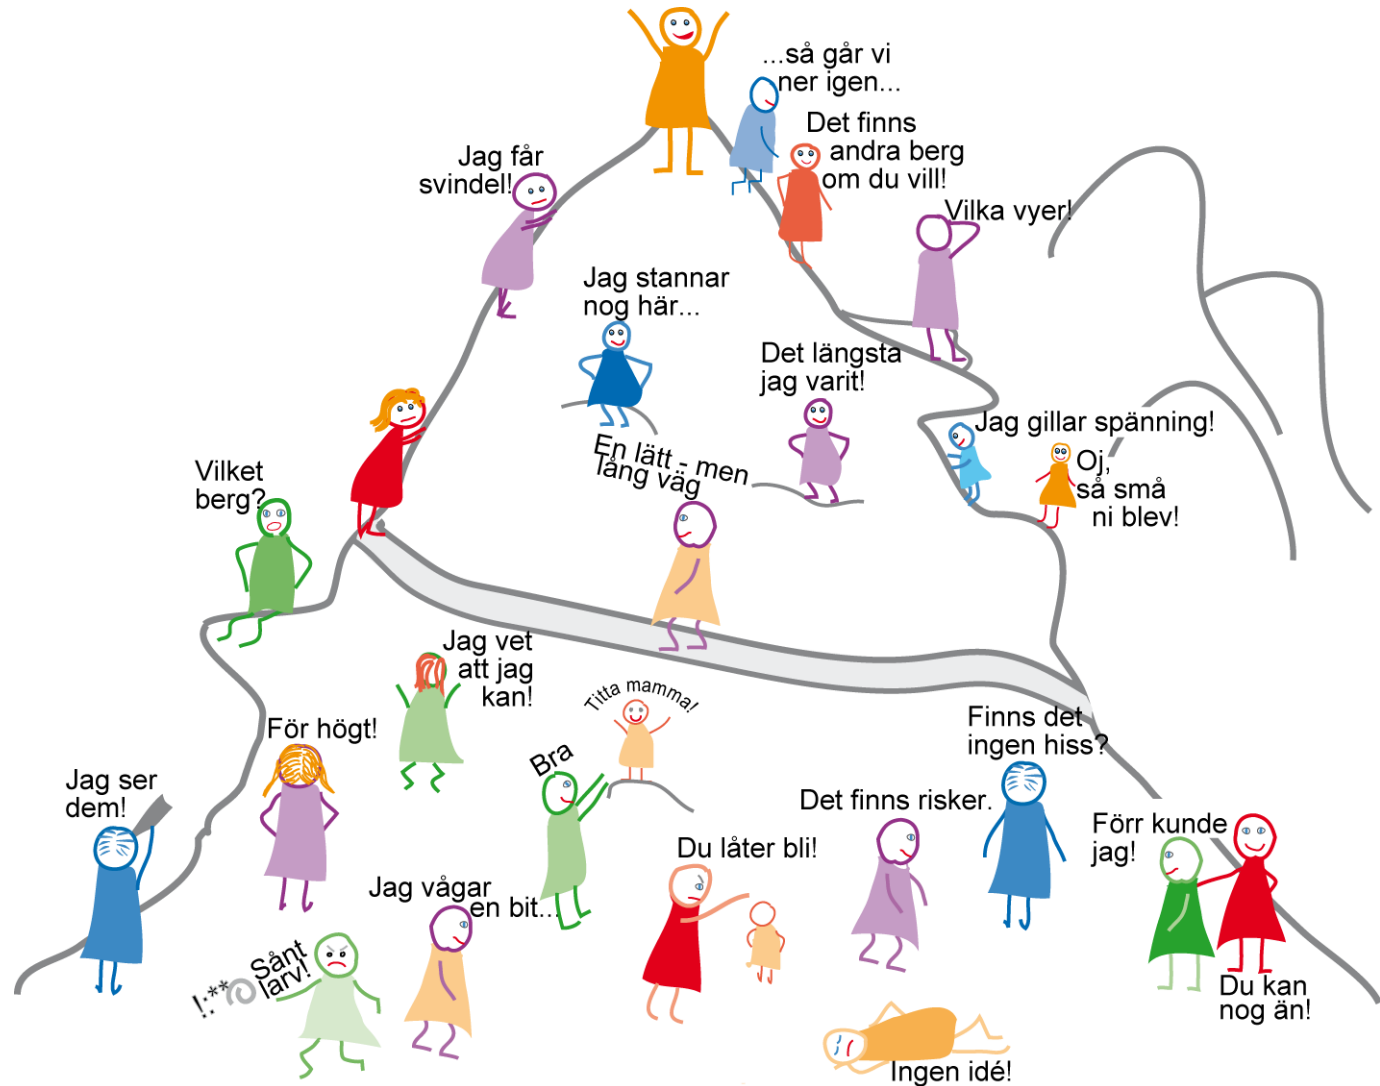 ...så går vi
ner igen...
Det finns
andra berg
om du vill!
Jag får
svindel!
Vilka vyer!
Jag stannar
nog här...
Det längsta
jag varit!
Jag gillar spänning!
En lätt - men
lång väg
Oj,
så små
ni blev!
Vilket
berg?
Jag vet
att jag
kan!
Titta mamma!
För högt!
Finns det
ingen hiss?
Bra
Jag ser
dem!
Det finns risker.
Förr kunde
jag!
Du låter bli!
Jag vågar
en bit...
!:**
Sånt
larv!
Du kan
nog än!
Ingen idé!